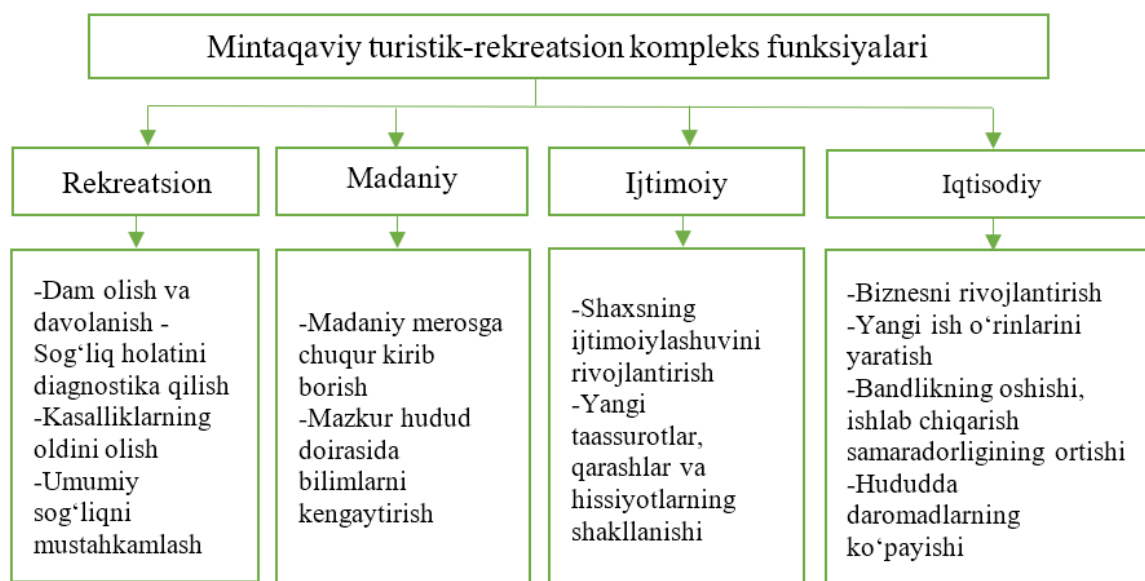 Mintaqaviy turistik-rekreatsion kompleks funksiyalari
Rekreatsion
Madaniy
Ijtimoiy
Iqtisodiy
-Dam olish va
davolanish -
Sog‘liq holatini
diagnostika qilish
-Kasalliklarning
oldini olish
-Umumiy
sog‘liqni
mustahkamlash
-Madaniy merosga
chuqur kirib
borish
-Mazkur hudud
doirasida
bilimlarni
kengaytirish
-Shaxsning
ijtimoiylashuvini
rivojlantirish
-Yangi
taassurotlar,
qarashlar va
hissiyotlarning
shakllanishi
-Biznesni rivojlantirish
-Yangi ish o‘rinlarini
yaratish
-Bandlikning oshishi,
ishlab chiqarish
samaradorligining ortishi
-Hududda
daromadlarning
ko‘payishi